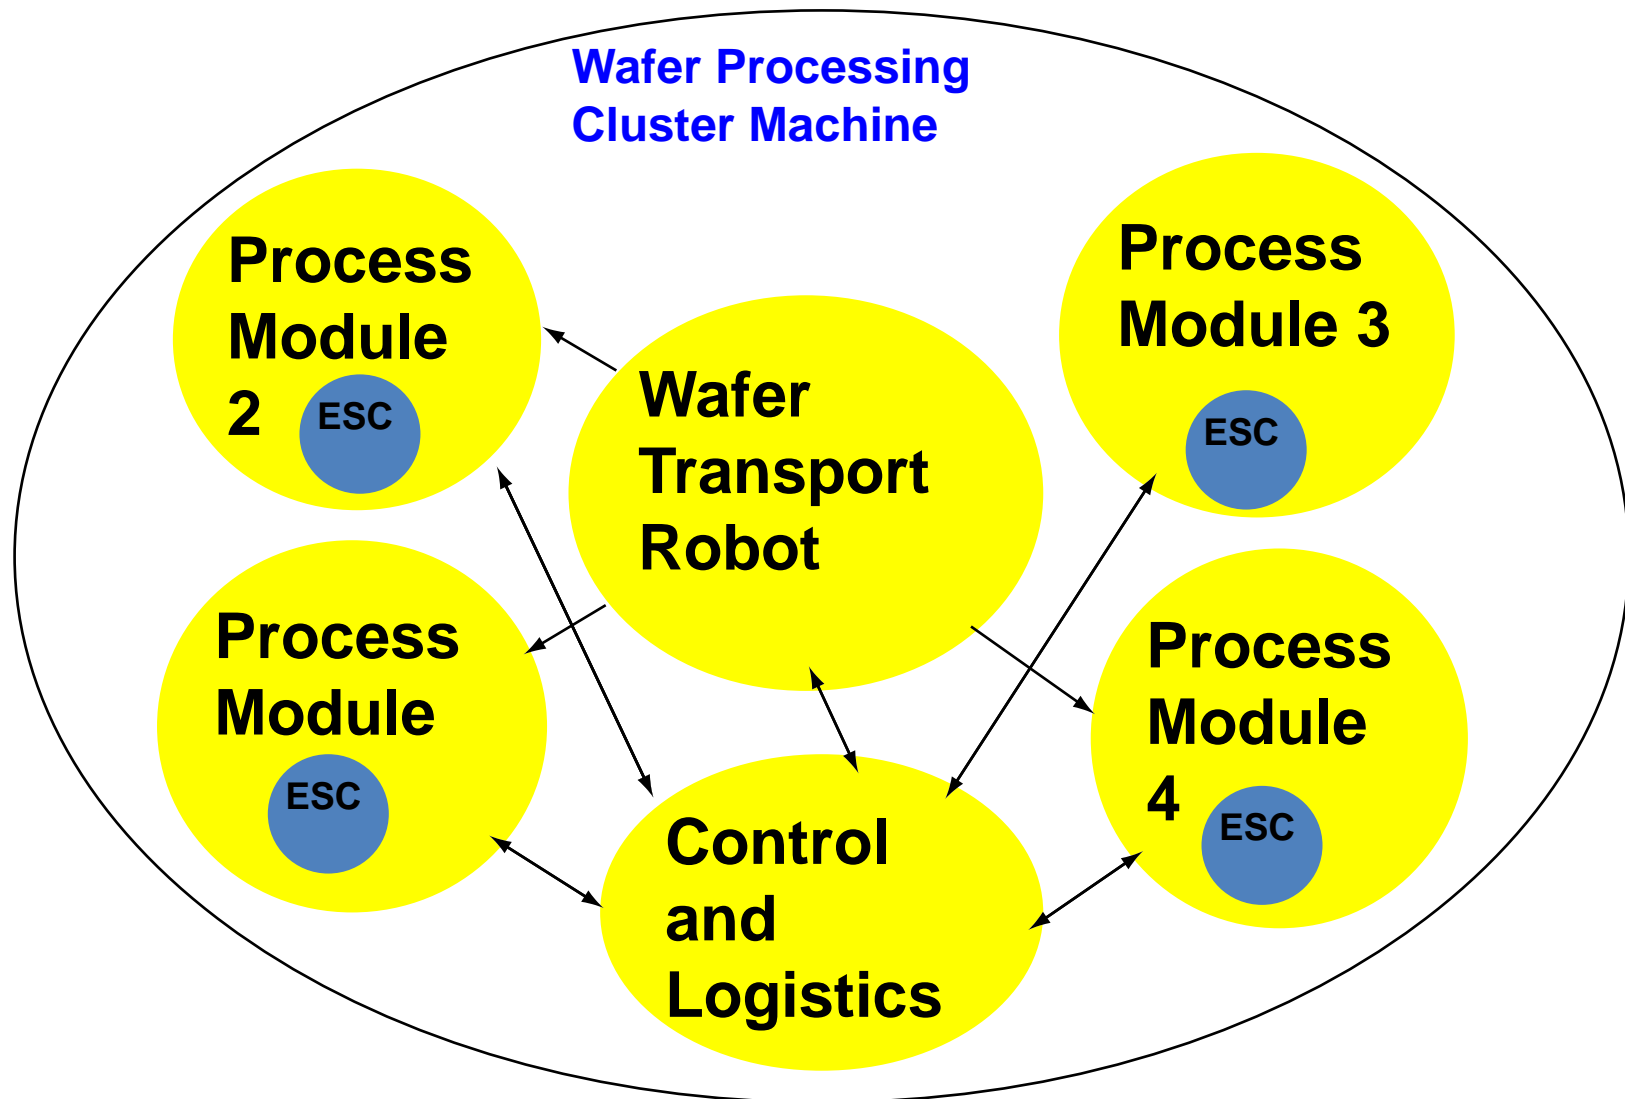 Wafer Processing
Cluster Machine
Process
Module
2
ESC
Process
Module 3
ESC
Wafer
Transport
Robot
Process
Module
ESC
Process
Module
4
ESC
Control
and
Logistics